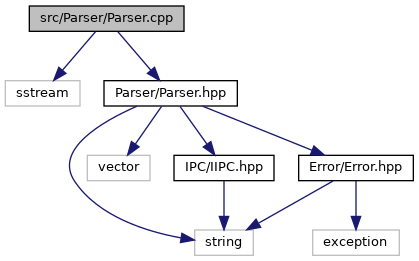 src/Parser/Parser.cpp
sstream
Parser/Parser.hpp
vector
IPC/IIPC.hpp
Error/Error.hpp
string
exception